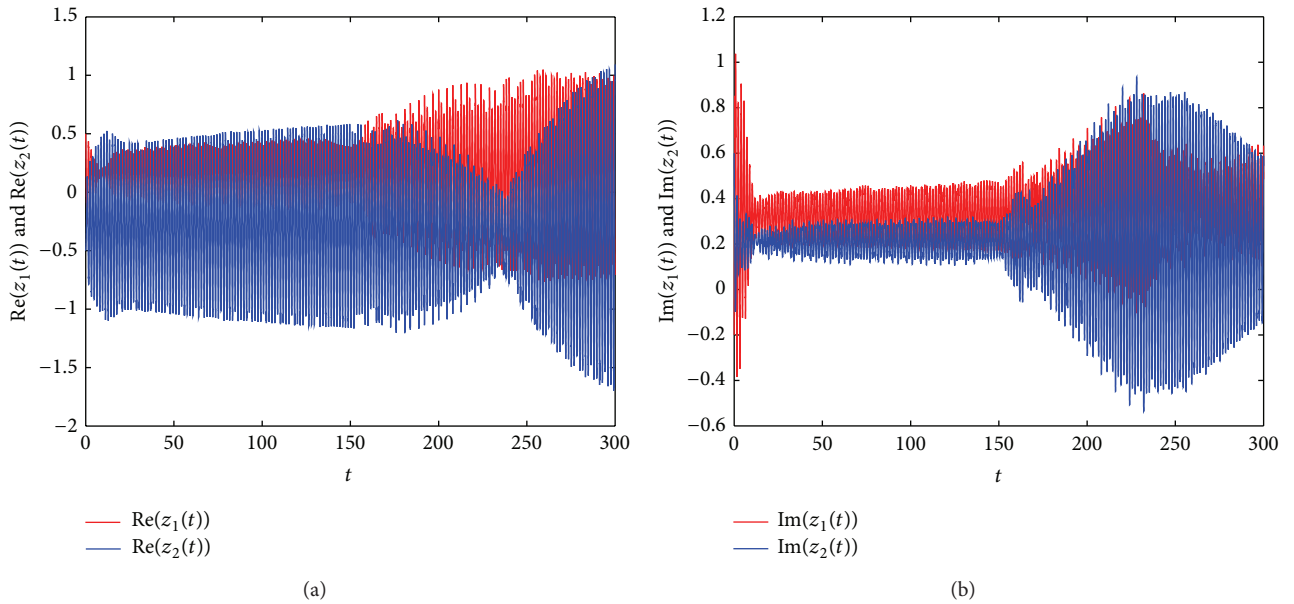 1.5
1
0.5
0
−0.5
−1
−1.5
−2
Re(z₁(t)) and Re(z₂(t))
0 50 100 150 200 250 300
t
Re(z₁(t))
Re(z₂(t))
(a)
1.2
1
0.8
0.6
0.4
0.2
0
−0.2
−0.4
−0.6
Im(z₁(t)) and Im(z₂(t))
0 50 100 150 200 250 300
t
Im(z₁(t))
Im(z₂(t))
(b)